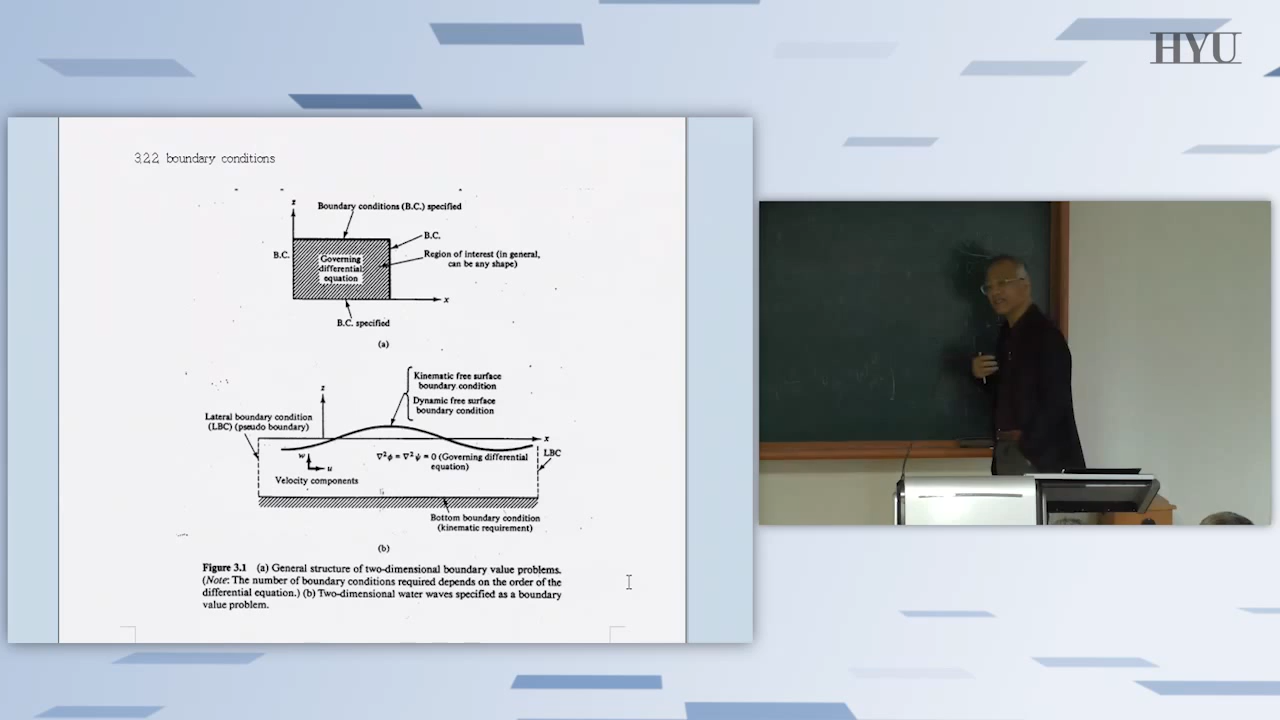 HYU
3.2.2. boundary conditions
z
Boundary conditions (B.C.) specified
B.C.
B.C.
Region of interest (in general,
can be any shape)
Governing
differential
equation
x
B.C. specified
(a)
Kinematic free surface
boundary condition
z
Dynamic free surface
boundary condition
Lateral boundary condition
(LBC) (pseudo boundary)
x
LBC
w
u
∇²φ = ∇²ψ = 0 (Governing differential
equation)
Velocity components
Bottom boundary condition
(kinematic requirement)
(b)
Figure 3.1 (a) General structure of two-dimensional boundary value problems.
(Note: The number of boundary conditions required depends on the order of the
differential equation.) (b) Two-dimensional water waves specified as a boundary
value problem.